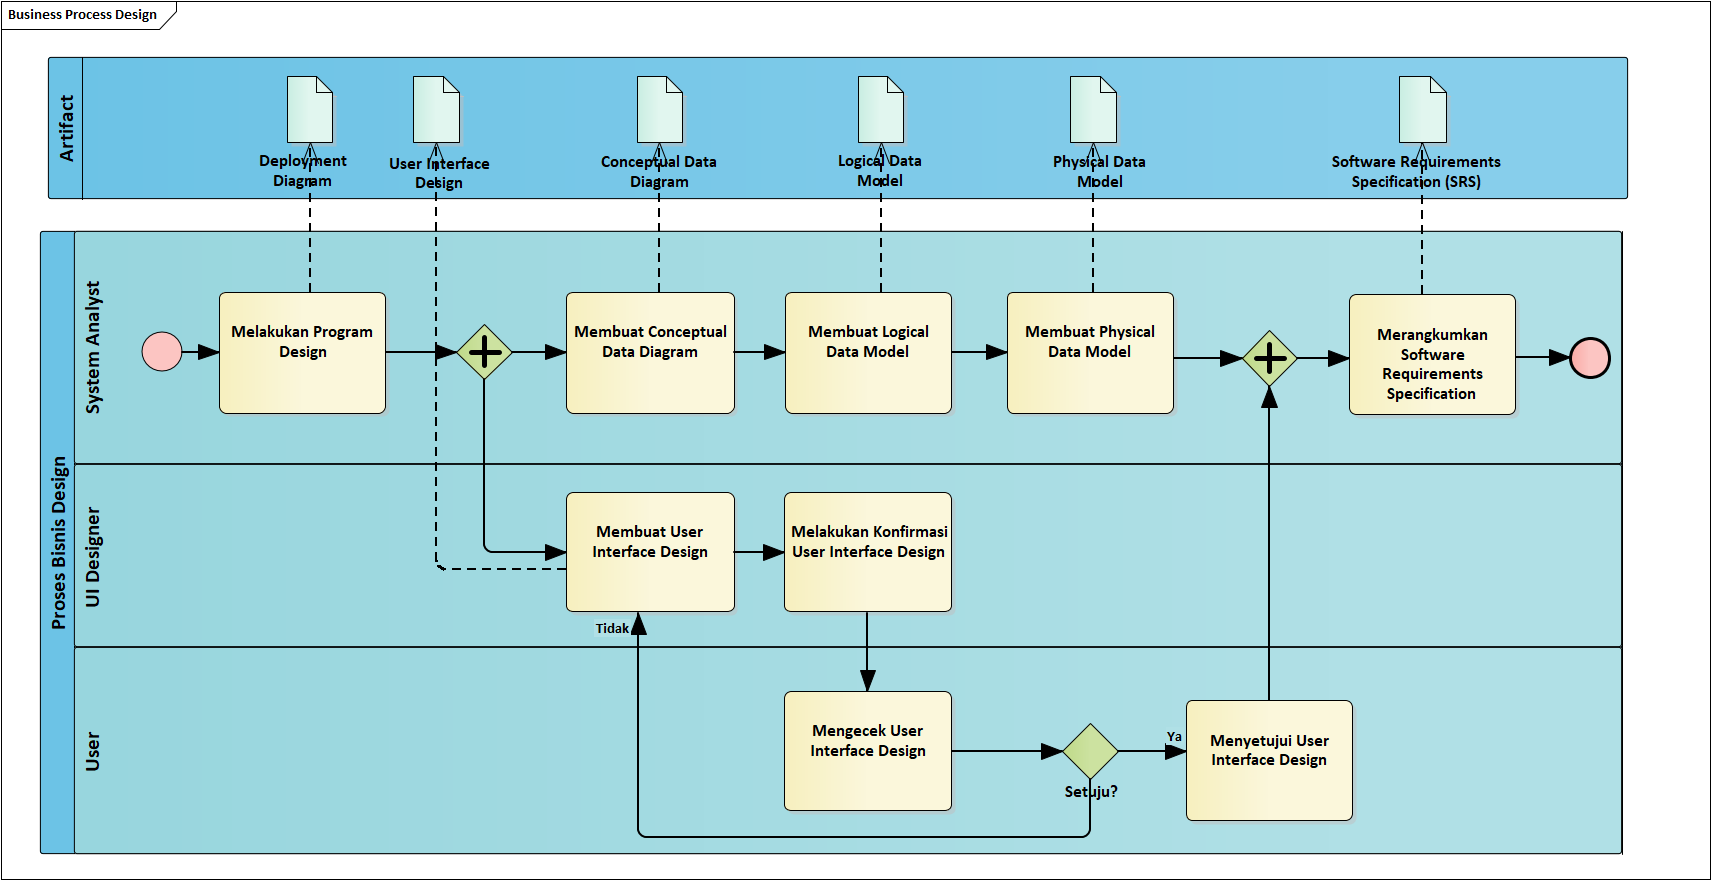 Business Process Design
Artifact
Deployment
Diagram
User Interface
Design
Conceptual Data
Diagram
Logical Data
Model
Physical Data
Model
Software Requirements
Specification (SRS)
Proses Bisnis Design
System Analyst
Melakukan Program
Design
Membuat Conceptual
Data Diagram
Membuat Logical
Data Model
Membuat Physical
Data Model
Merangkumkan
Software
Requirements
Specification
UI Designer
Membuat User
Interface Design
Melakukan Konfirmasi
User Interface Design
Tidak
User
Mengecek User
Interface Design
Setuju?
Ya
Menyetujui User
Interface Design